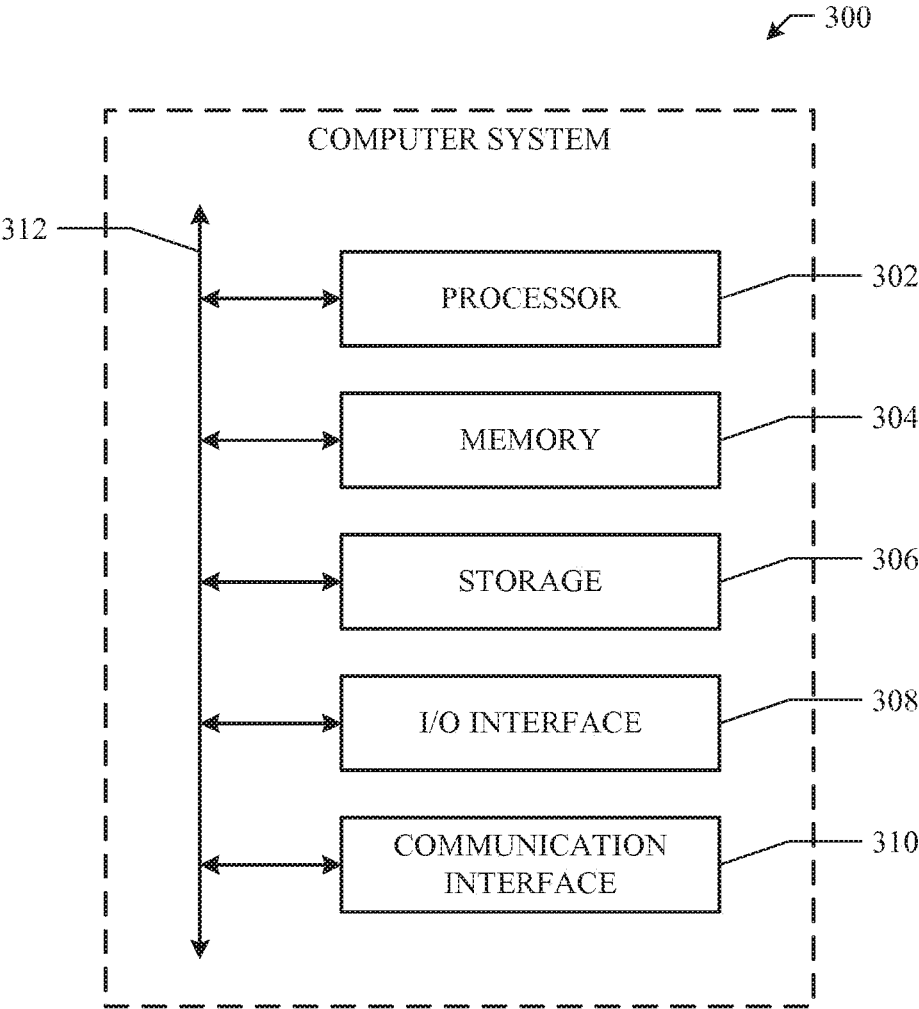 300
COMPUTER SYSTEM
312
PROCESSOR
302
MEMORY
304
STORAGE
306
I/O INTERFACE
308
COMMUNICATION
INTERFACE
310